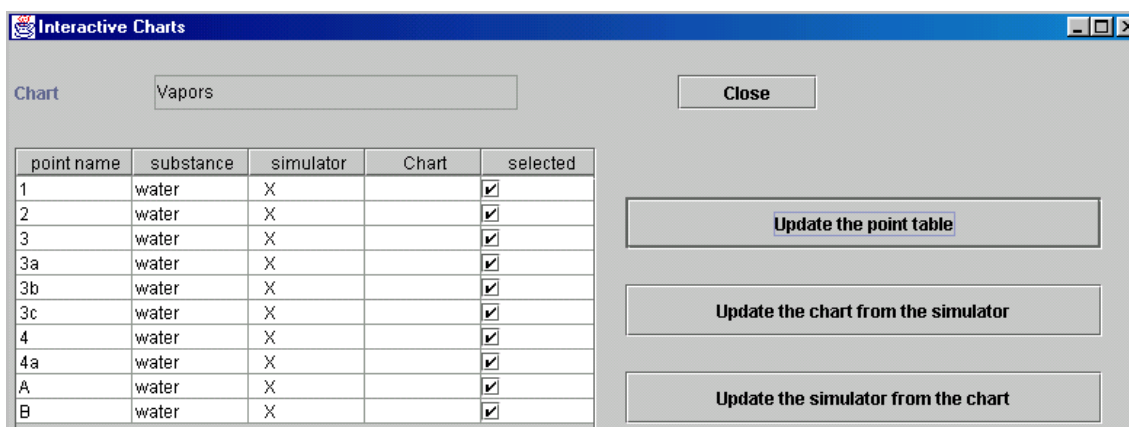 Interactive Charts
Chart Vapors Close
point name substance simulator Chart selected
1 water X
2 water X
3 water X
3a water X
3b water X
3c water X
4 water X
4a water X
A water X
B water X
Update the point table
Update the chart from the simulator
Update the simulator from the chart